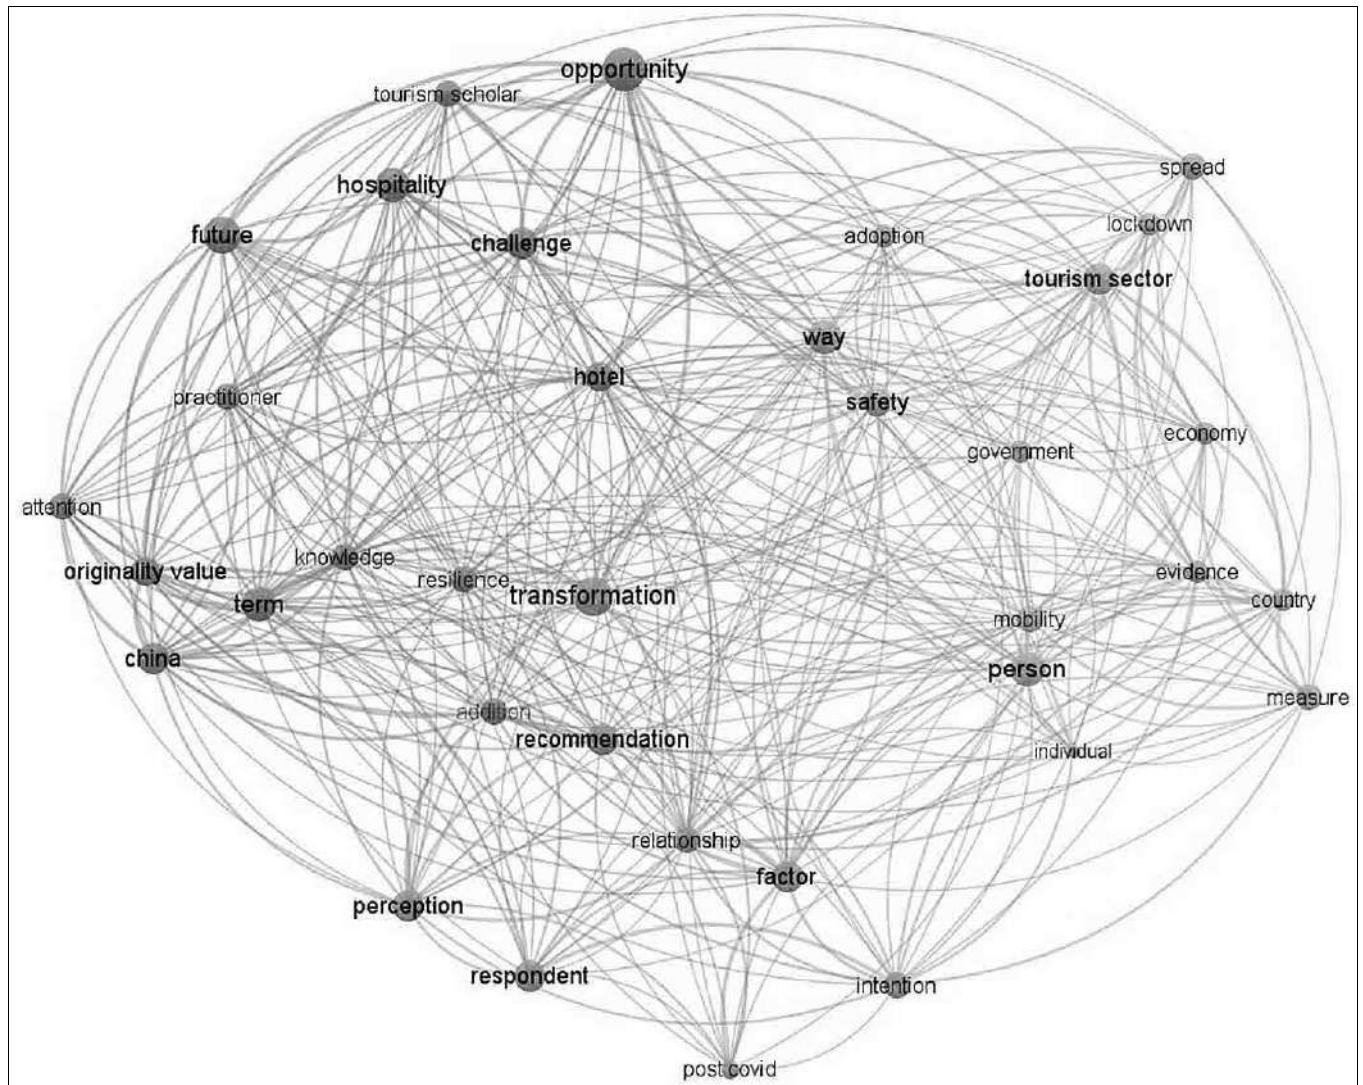 opportunity
tourism scholar
spread
hospitality
lockdown
future
challenge
adoption
tourism sector
way
hotel
practitioner
safety
economy
government
attention
knowledge
originality value
evidence
resilience
transformation
country
term
mobility
china
person
measure
addition
recommendation
individual
relationship
factor
perception
respondent
intention
post covid